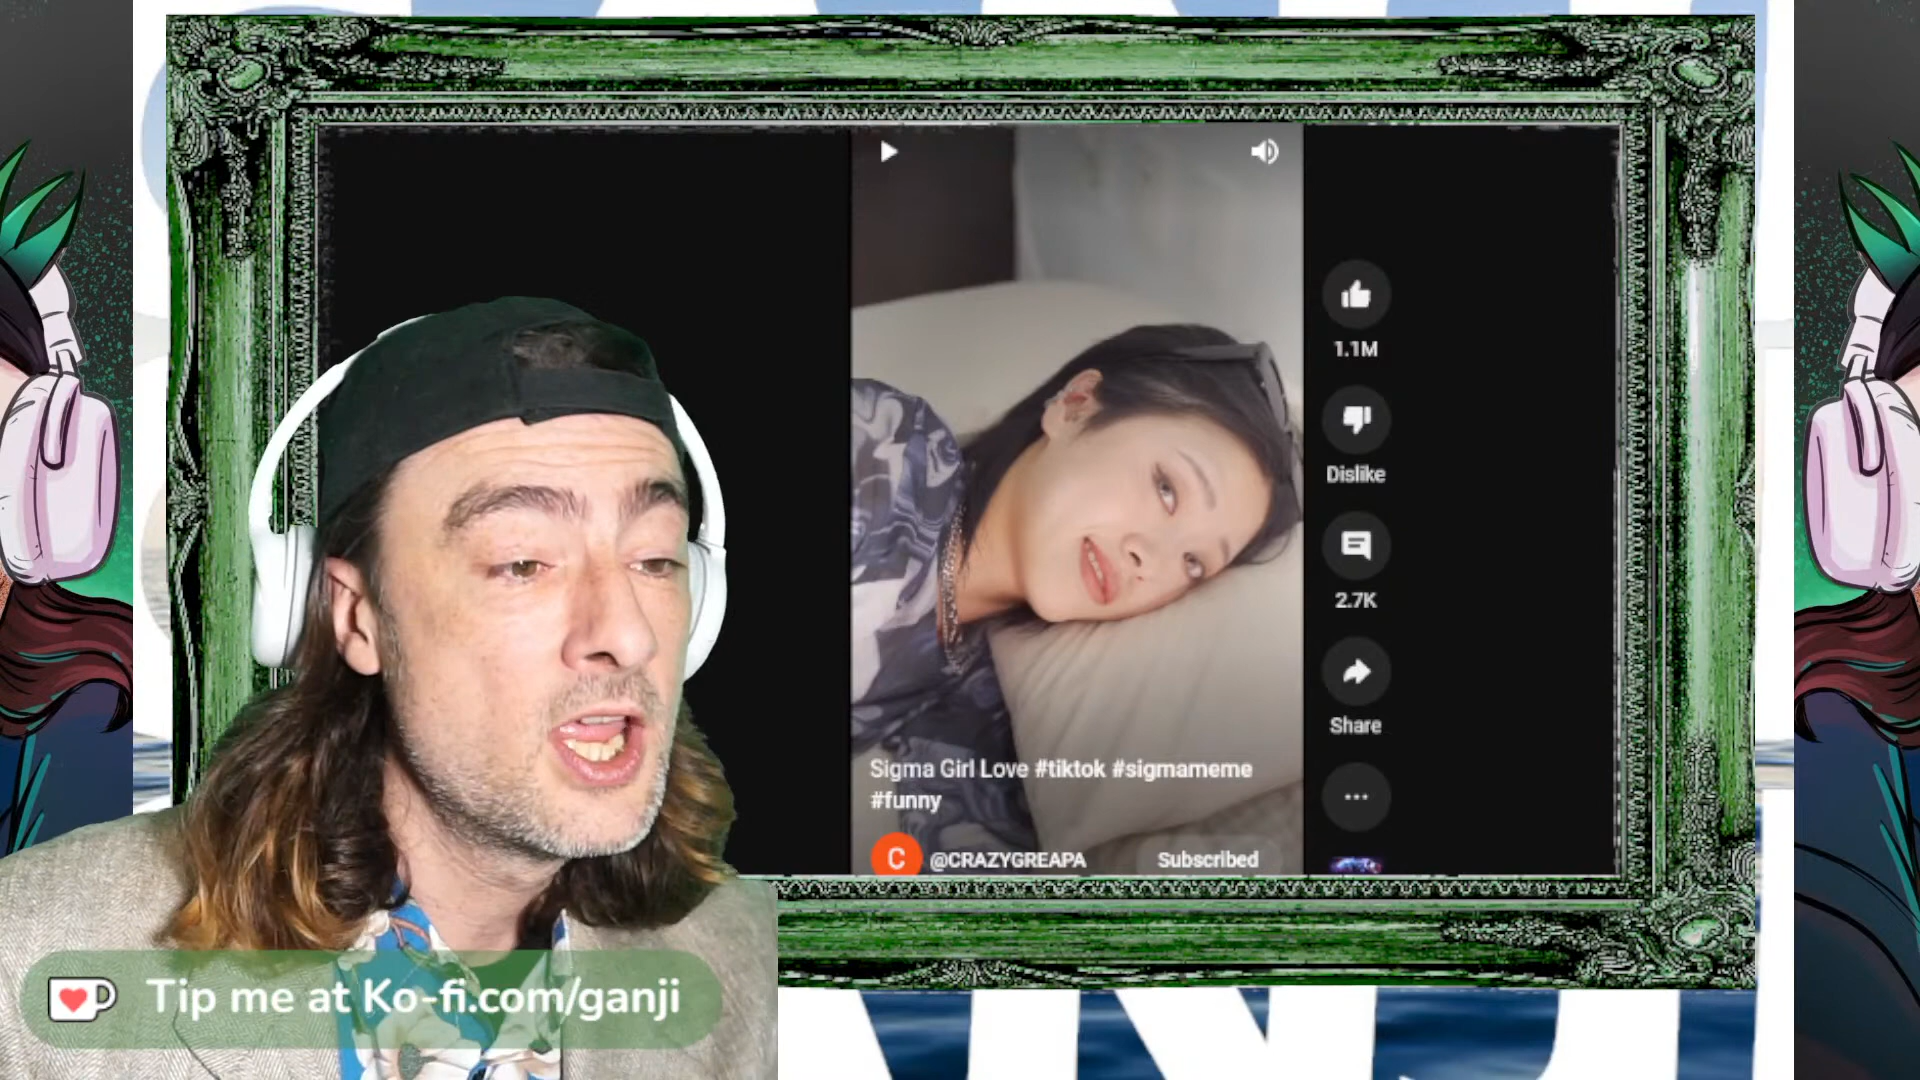 1.1M
Dislike
2.7K
Share
Sigma Girl Love #tiktok #sigmameme
#funny
C @CRAZYGREAPA Subscribed
Tip me at Ko-fi.com/ganji